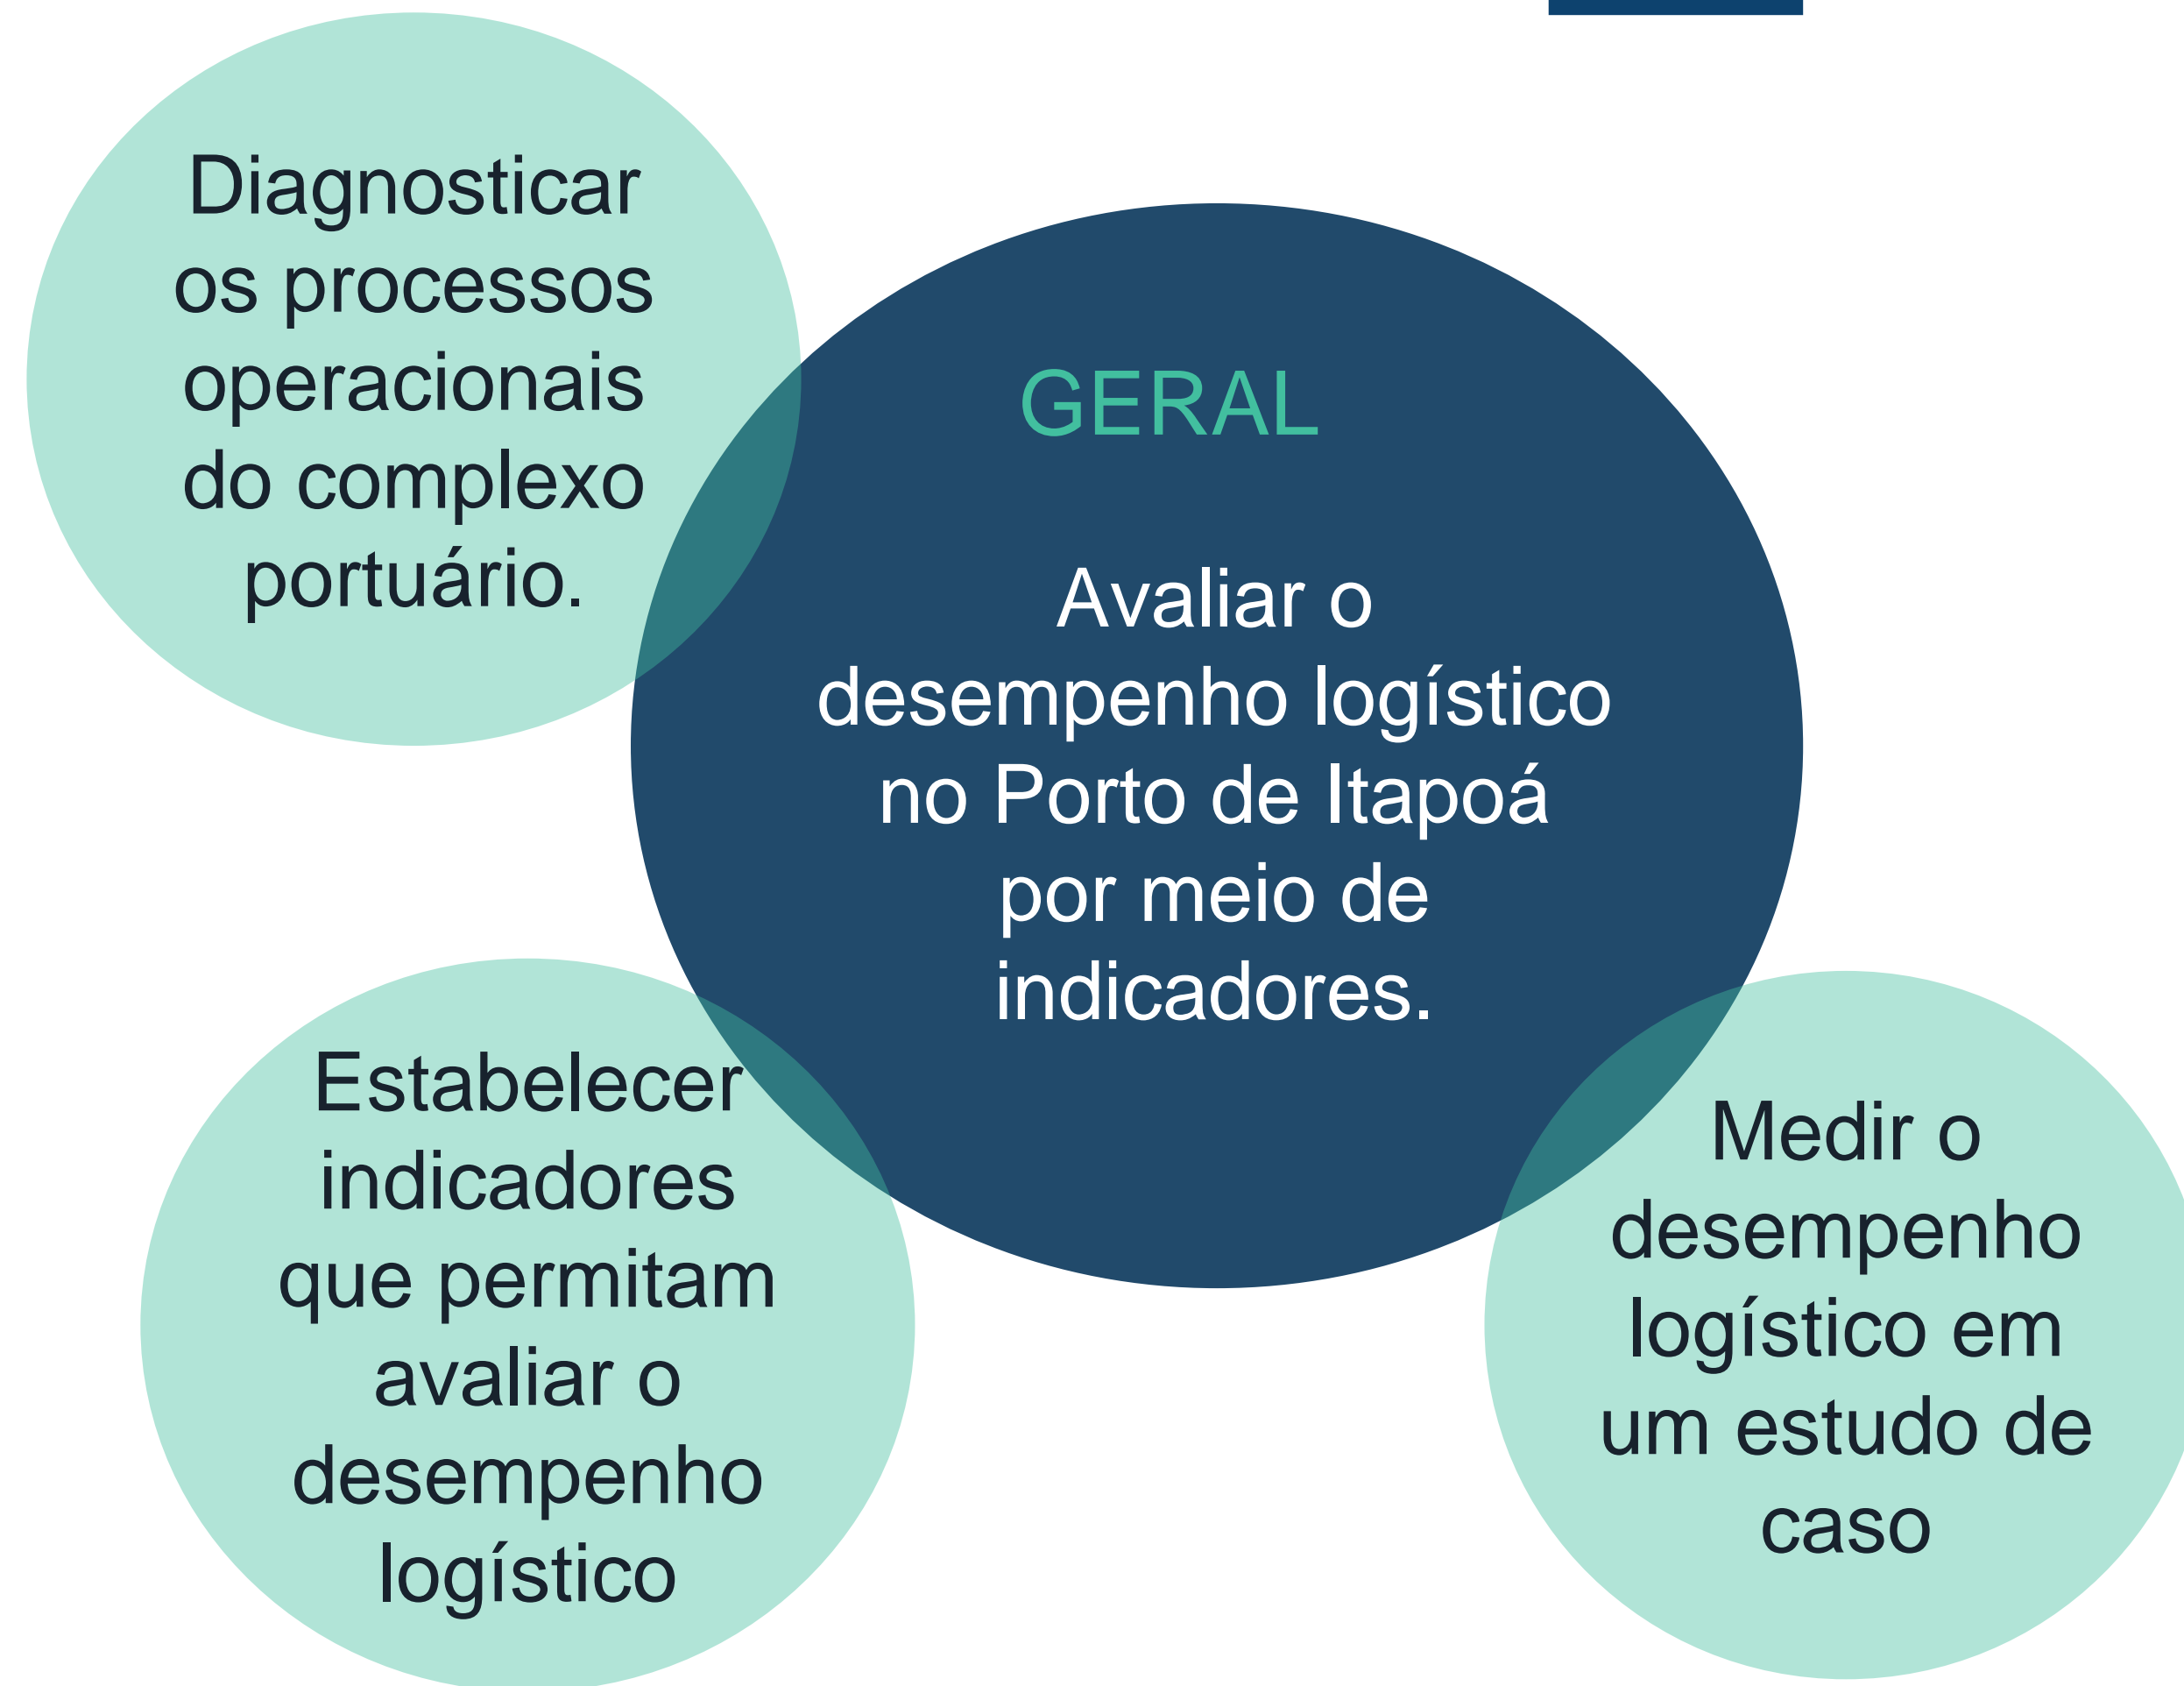 Diagnosticar
os processos
operacionais
do complexo
portuário.
GERAL
Avaliar o
desempenho logístico
no Porto de Itapoá
por meio de
indicadores.
Estabelecer
indicadores
que permitam
avaliar o
desempenho
logístico
Medir o
desempenho
logístico em
um estudo de
caso